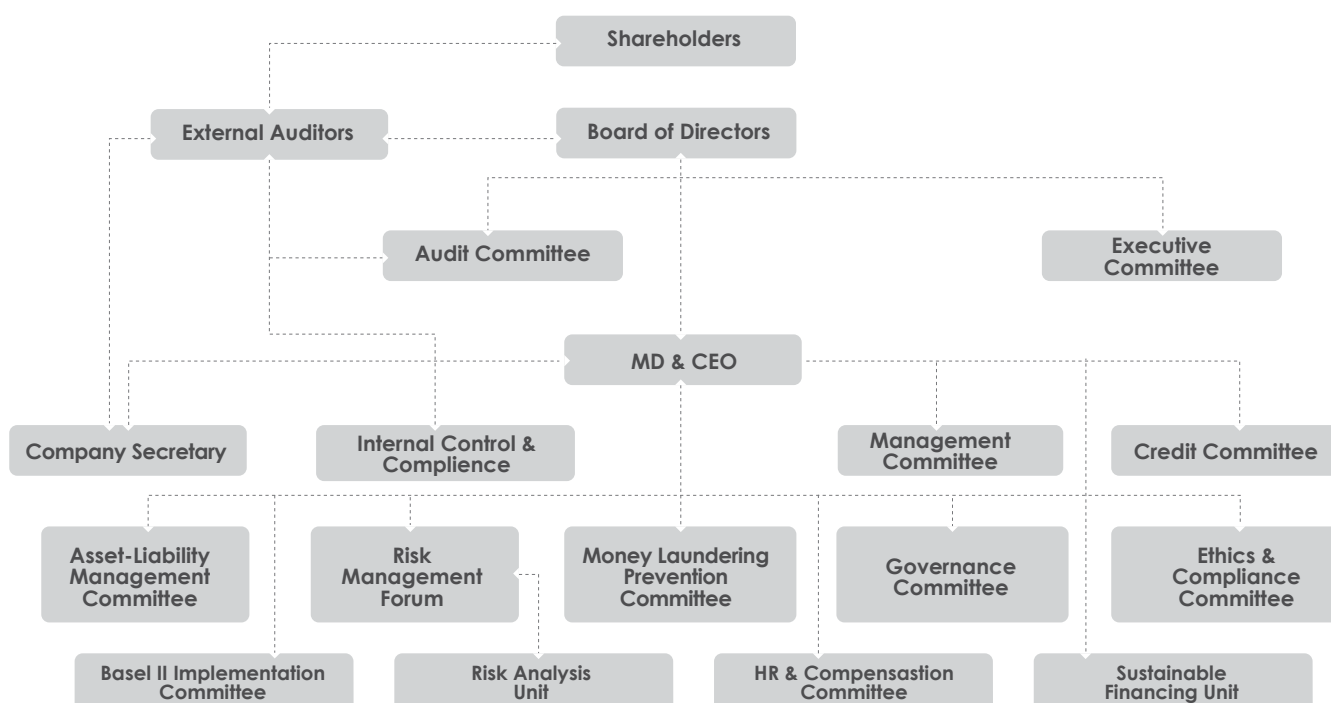 Shareholders
External Auditors
Board of Directors
Audit Committee
Executive
Committee
MD & CEO
Company Secretary
Internal Control &
Complience
Management
Committee
Credit Committee
Asset-Liability
Management
Committee
Risk
Management
Forum
Money Laundering
Prevention
Committee
Governance
Committee
Ethics &
Compliance
Committee
Basel II Implementation
Committee
Risk Analysis
Unit
HR & Compensastion
Committee
Sustainable
Financing Unit